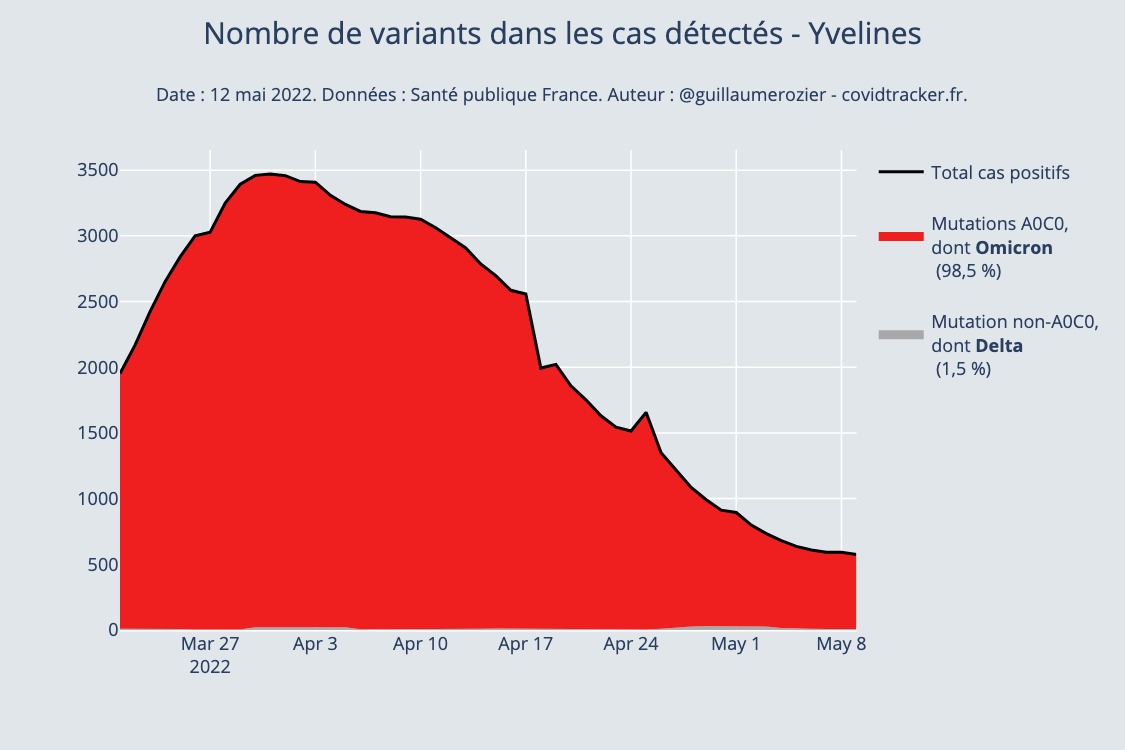 Nombre de variants dans les cas détectés - Yvelines
Date : 12 mai 2022. Données : Santé publique France. Auteur : @guillaumerozier - covidtracker.fr.
3500
3000
2500
2000
1500
1000
500
0
Mar 27
2022
Apr 3
Apr 10
Apr 17
Apr 24
May 1
May 8
Total cas positifs
Mutations A0C0,
dont Omicron
(98,5 %)
Mutation non-A0C0,
dont Delta
(1,5 %)